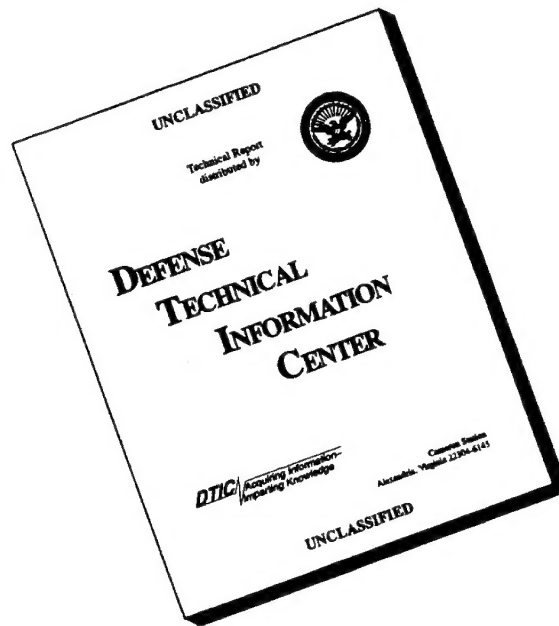 UNCLASSIFIED
Technical Report
distributed by
DEFENSE
TECHNICAL
INFORMATION
CENTER
DTIC Acquiring Information–
Imparting Knowledge
Cameron Station
Alexandria, Virginia 22304-6145
UNCLASSIFIED